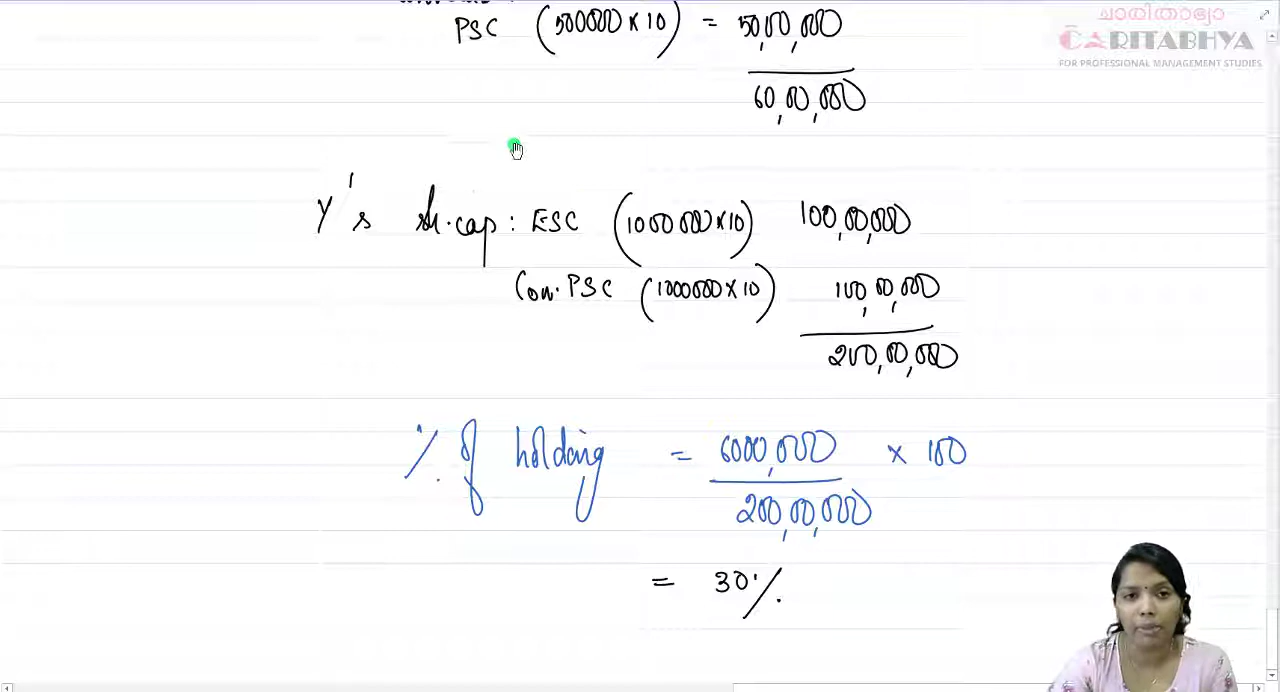 ചാരിതാഭ്യാ
CARITABHYA
FOR PROFESSIONAL MANAGEMENT STUDIES
PSC (500000 × 10) = 50,00,000
60,00,000
Y's sh.cap : ESC (1000000×10) 100,00,000
Con. PSC (1000000×10) 100,00,000
200,00,000
% of holding = 6000,000 × 100
200,00,000
= 30%